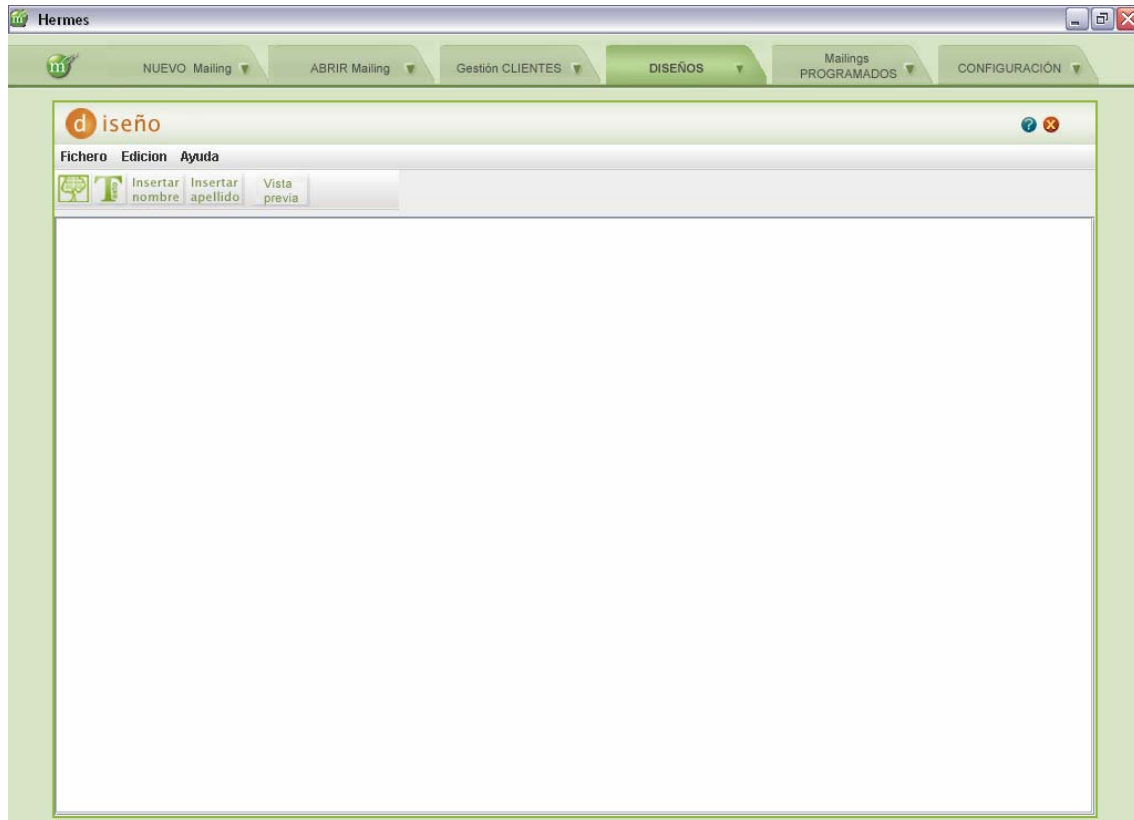 Hermes
NUEVO Mailing
ABRIR Mailing
Gestión CLIENTES
DISEÑOS
Mailings
PROGRAMADOS
CONFIGURACIÓN
diseño
Fichero Edicion Ayuda
Insertar nombre
Insertar apellido
Vista previa